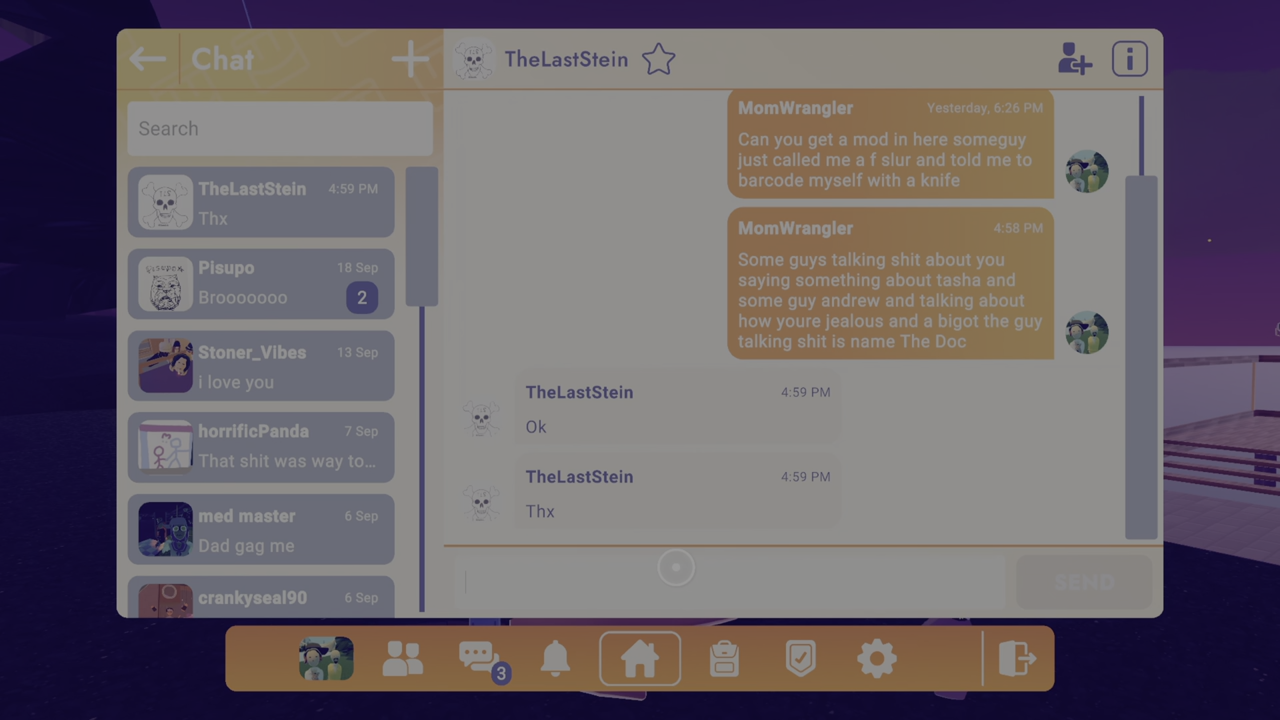 Chat
Search
TheLastStein 4:59 PM
Thx
Pisupo 18 Sep
Brooooooo 2
Stoner_Vibes 13 Sep
i love you
horrificPanda 7 Sep
That shit was way to...
med master 6 Sep
Dad gag me
crankyseal90 6 Sep
TheLastStein
MomWrangler Yesterday, 6:26 PM
Can you get a mod in here someguy
just called me a f slur and told me to
barcode myself with a knife
MomWrangler 4:58 PM
Some guys talking shit about you
saying something about tasha and
some guy andrew and talking about
how youre jealous and a bigot the guy
talking shit is name The Doc
TheLastStein 4:59 PM
Ok
TheLastStein 4:59 PM
Thx
SEND
3